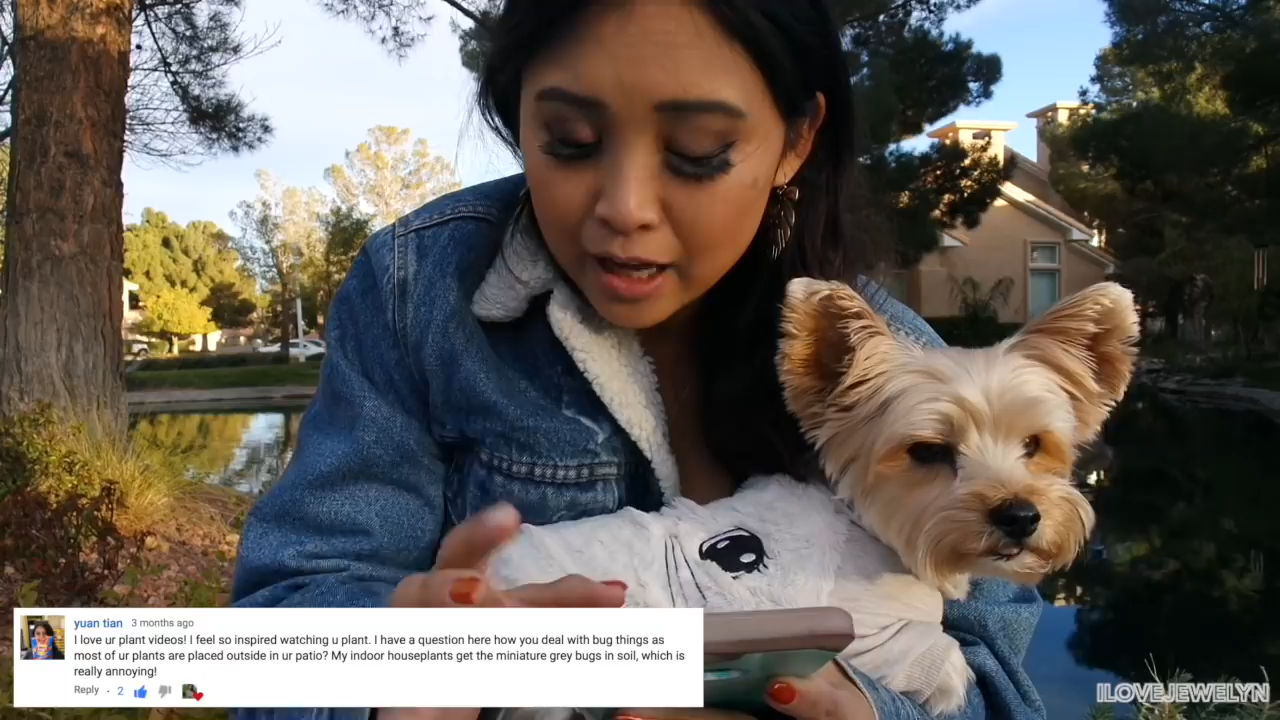 yuan tian 3 months ago
I love ur plant videos! I feel so inspired watching u plant. I have a question here how you deal with bug things as
most of ur plants are placed outside in ur patio? My indoor houseplants get the miniature grey bugs in soil, which is
really annoying!
Reply · 2
ILOVEJEWELYN